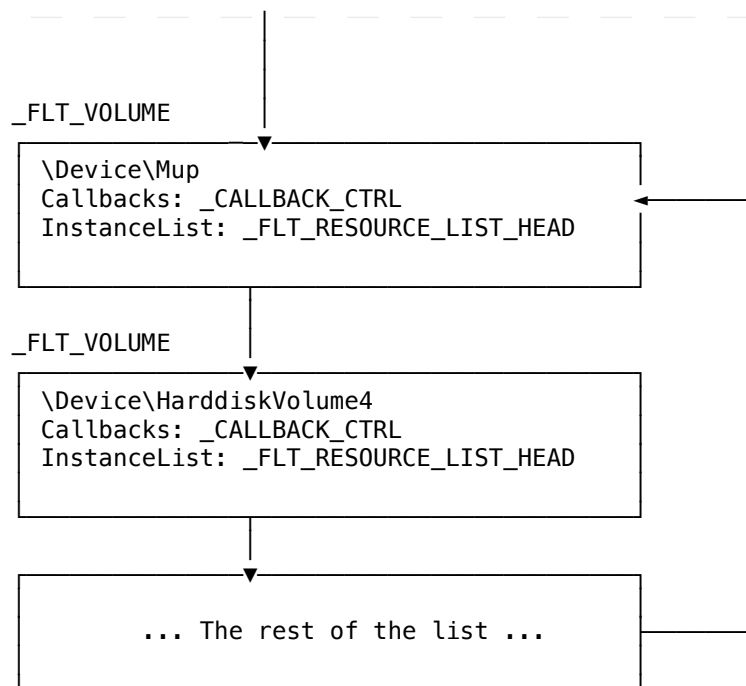 _FLT_VOLUME
\Device\Mup
Callbacks: _CALLBACK_CTRL
InstanceList: _FLT_RESOURCE_LIST_HEAD
_FLT_VOLUME
\Device\HarddiskVolume4
Callbacks: _CALLBACK_CTRL
InstanceList: _FLT_RESOURCE_LIST_HEAD
... The rest of the list ...